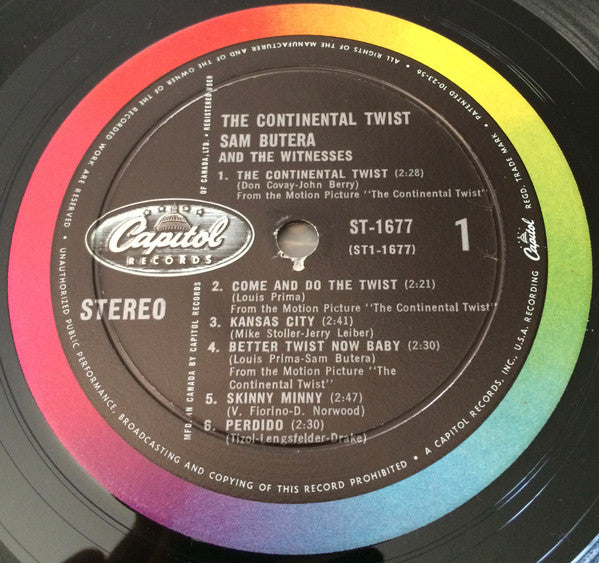 THE CONTINENTAL TWIST
SAM BUTERA
AND THE WITNESSES
1. THE CONTINENTAL TWIST (2:28)
(Don Covay-John Berry)
From the Motion Picture "The Continental Twist"
Capitol
RECORDS
ST-1677
(ST1-1677)
1
STEREO
2. COME AND DO THE TWIST (2:21)
(Louis Prima)
From the Motion Picture "The Continental Twist"
3. KANSAS CITY (2:41)
(Mike Stoller-Jerry Leiber)
4. BETTER TWIST NOW BABY (2:30)
(Louis Prima-Sam Butera)
From the Motion Picture "The
Continental Twist"
5. SKINNY MINNY (2:47)
(V. Fiorino-D. Norwood)
6. PERDIDO (2:30)
(Tizol-Lengsfelder-Drake)
MFD. IN CANADA BY CAPITOL RECORDS
OF CANADA, LTD. • REGISTERED USER
ALL RIGHTS OF THE MANUFACTURER AND OF THE OWNER OF THE RECORDED WORK ARE RESERVED • UNAUTHORIZED PUBLIC PERFORMANCE, BROADCASTING AND COPYING OF THIS RECORD PROHIBITED • A CAPITOL RECORDS, INC., U.S.A. RECORDING
Capitol REGD. TRADE MARK • PATENTED 10-23-56